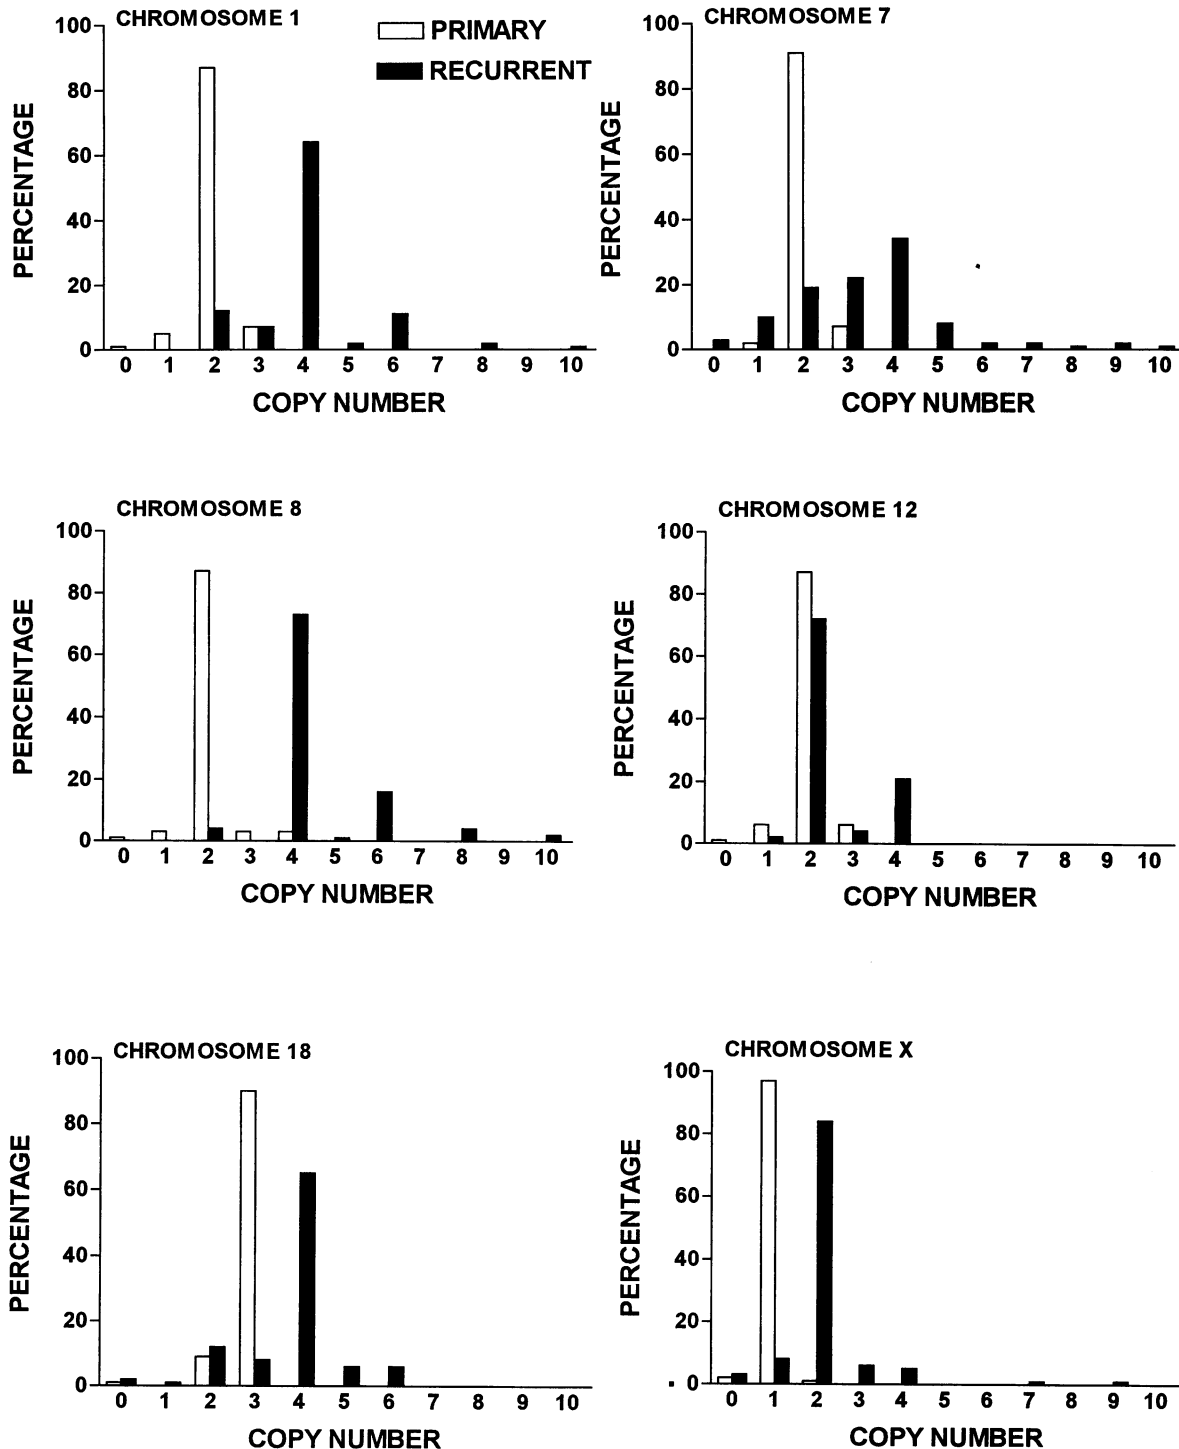 CHROMOSOME 1
PRIMARY
RECURRENT
PERCENTAGE
100
80
60
40
20
0
0 1 2 3 4 5 6 7 8 9 10
COPY NUMBER
CHROMOSOME 7
PERCENTAGE
100
80
60
40
20
0
0 1 2 3 4 5 6 7 8 9 10
COPY NUMBER
CHROMOSOME 8
PERCENTAGE
100
80
60
40
20
0
0 1 2 3 4 5 6 7 8 9 10
COPY NUMBER
CHROMOSOME 12
PERCENTAGE
100
80
60
40
20
0
0 1 2 3 4 5 6 7 8 9 10
COPY NUMBER
CHROMOSOME 18
PERCENTAGE
100
80
60
40
20
0
0 1 2 3 4 5 6 7 8 9 10
COPY NUMBER
CHROMOSOME X
PERCENTAGE
100
80
60
40
20
0
0 1 2 3 4 5 6 7 8 9 10
COPY NUMBER